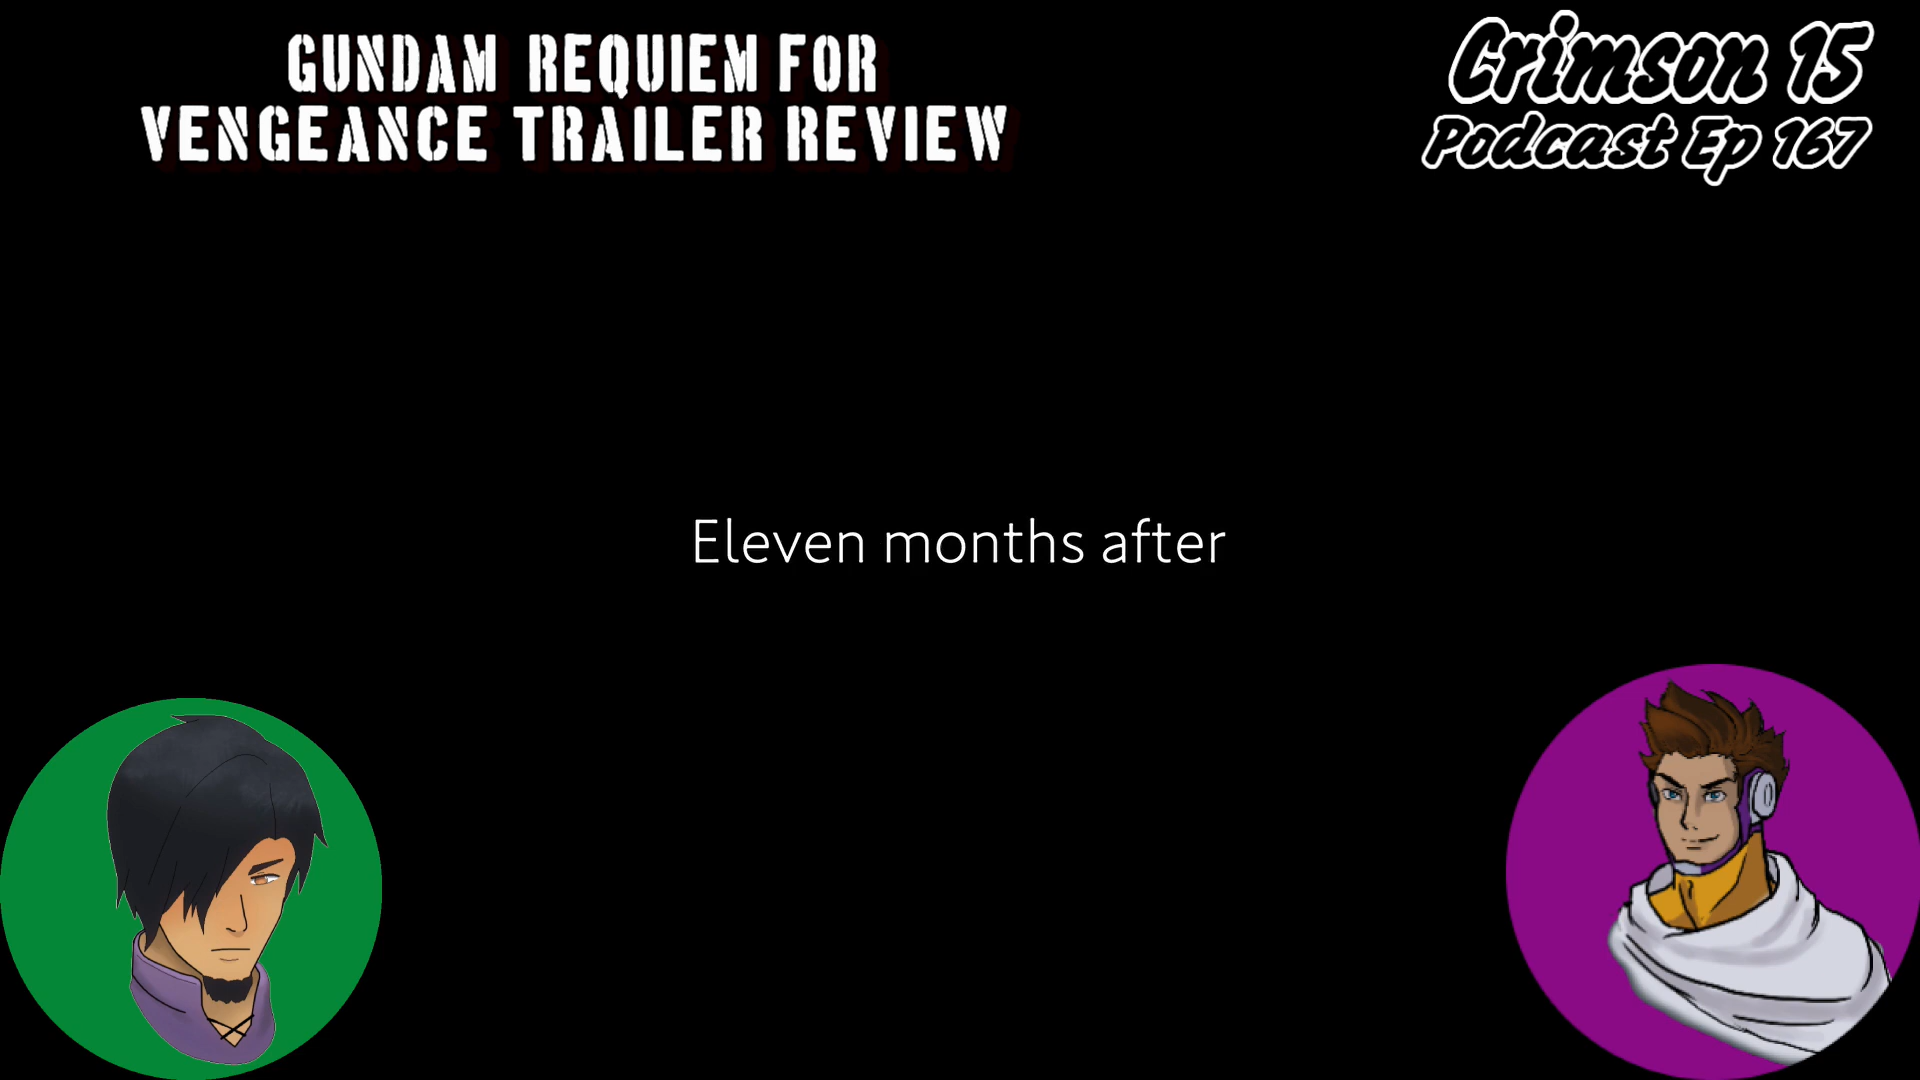 GUNDAM REQUIEM FOR
VENGEANCE TRAILER REVIEW
Crimson 15
Podcast Ep 167
Eleven months after